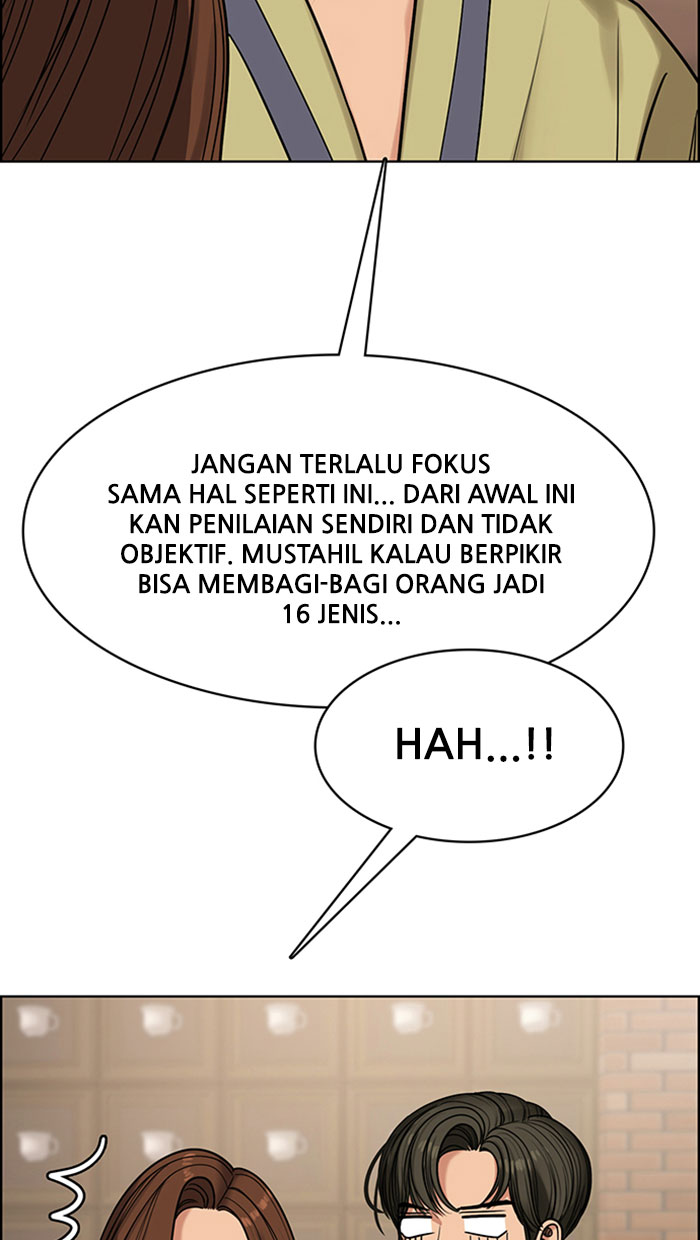 JANGAN TERLALU FOKUS
SAMA HAL SEPERTI INI... DARI AWAL INI
KAN PENILAIAN SENDIRI DAN TIDAK
OBJEKTIF. MUSTAHIL KALAU BERPIKIR
BISA MEMBAGI-BAGI ORANG JADI
16 JENIS...
HAH...!!